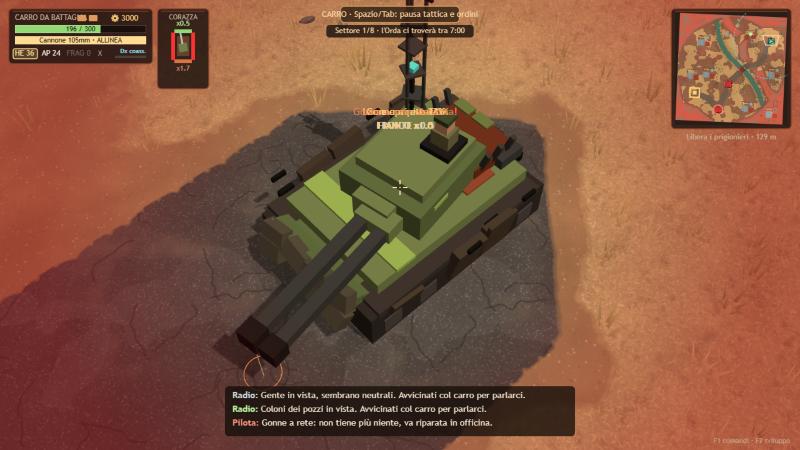 CARRO DA BATTAG
3000
196 / 300
Cannone 105mm • ALLINEA
HE 36 AP 24 FRAG 0 X Dx cons.
CORAZZA
x0.5
x1.7
CARRO • Spazio/Tab: pausa tattica e ordini
Settore 1/8 • l'Orda ci troverà tra 7:00
Libera i prigionieri • 129 m
Radio: Gente in vista, sembrano neutrali. Avvicinati col carro per parlarci.
Radio: Coloni dei pozzi in vista. Avvicinati col carro per parlarci.
Pilota: Gonne a rete: non tiene più niente, va riparata in officina.
F1 comandi • F2 sviluppo